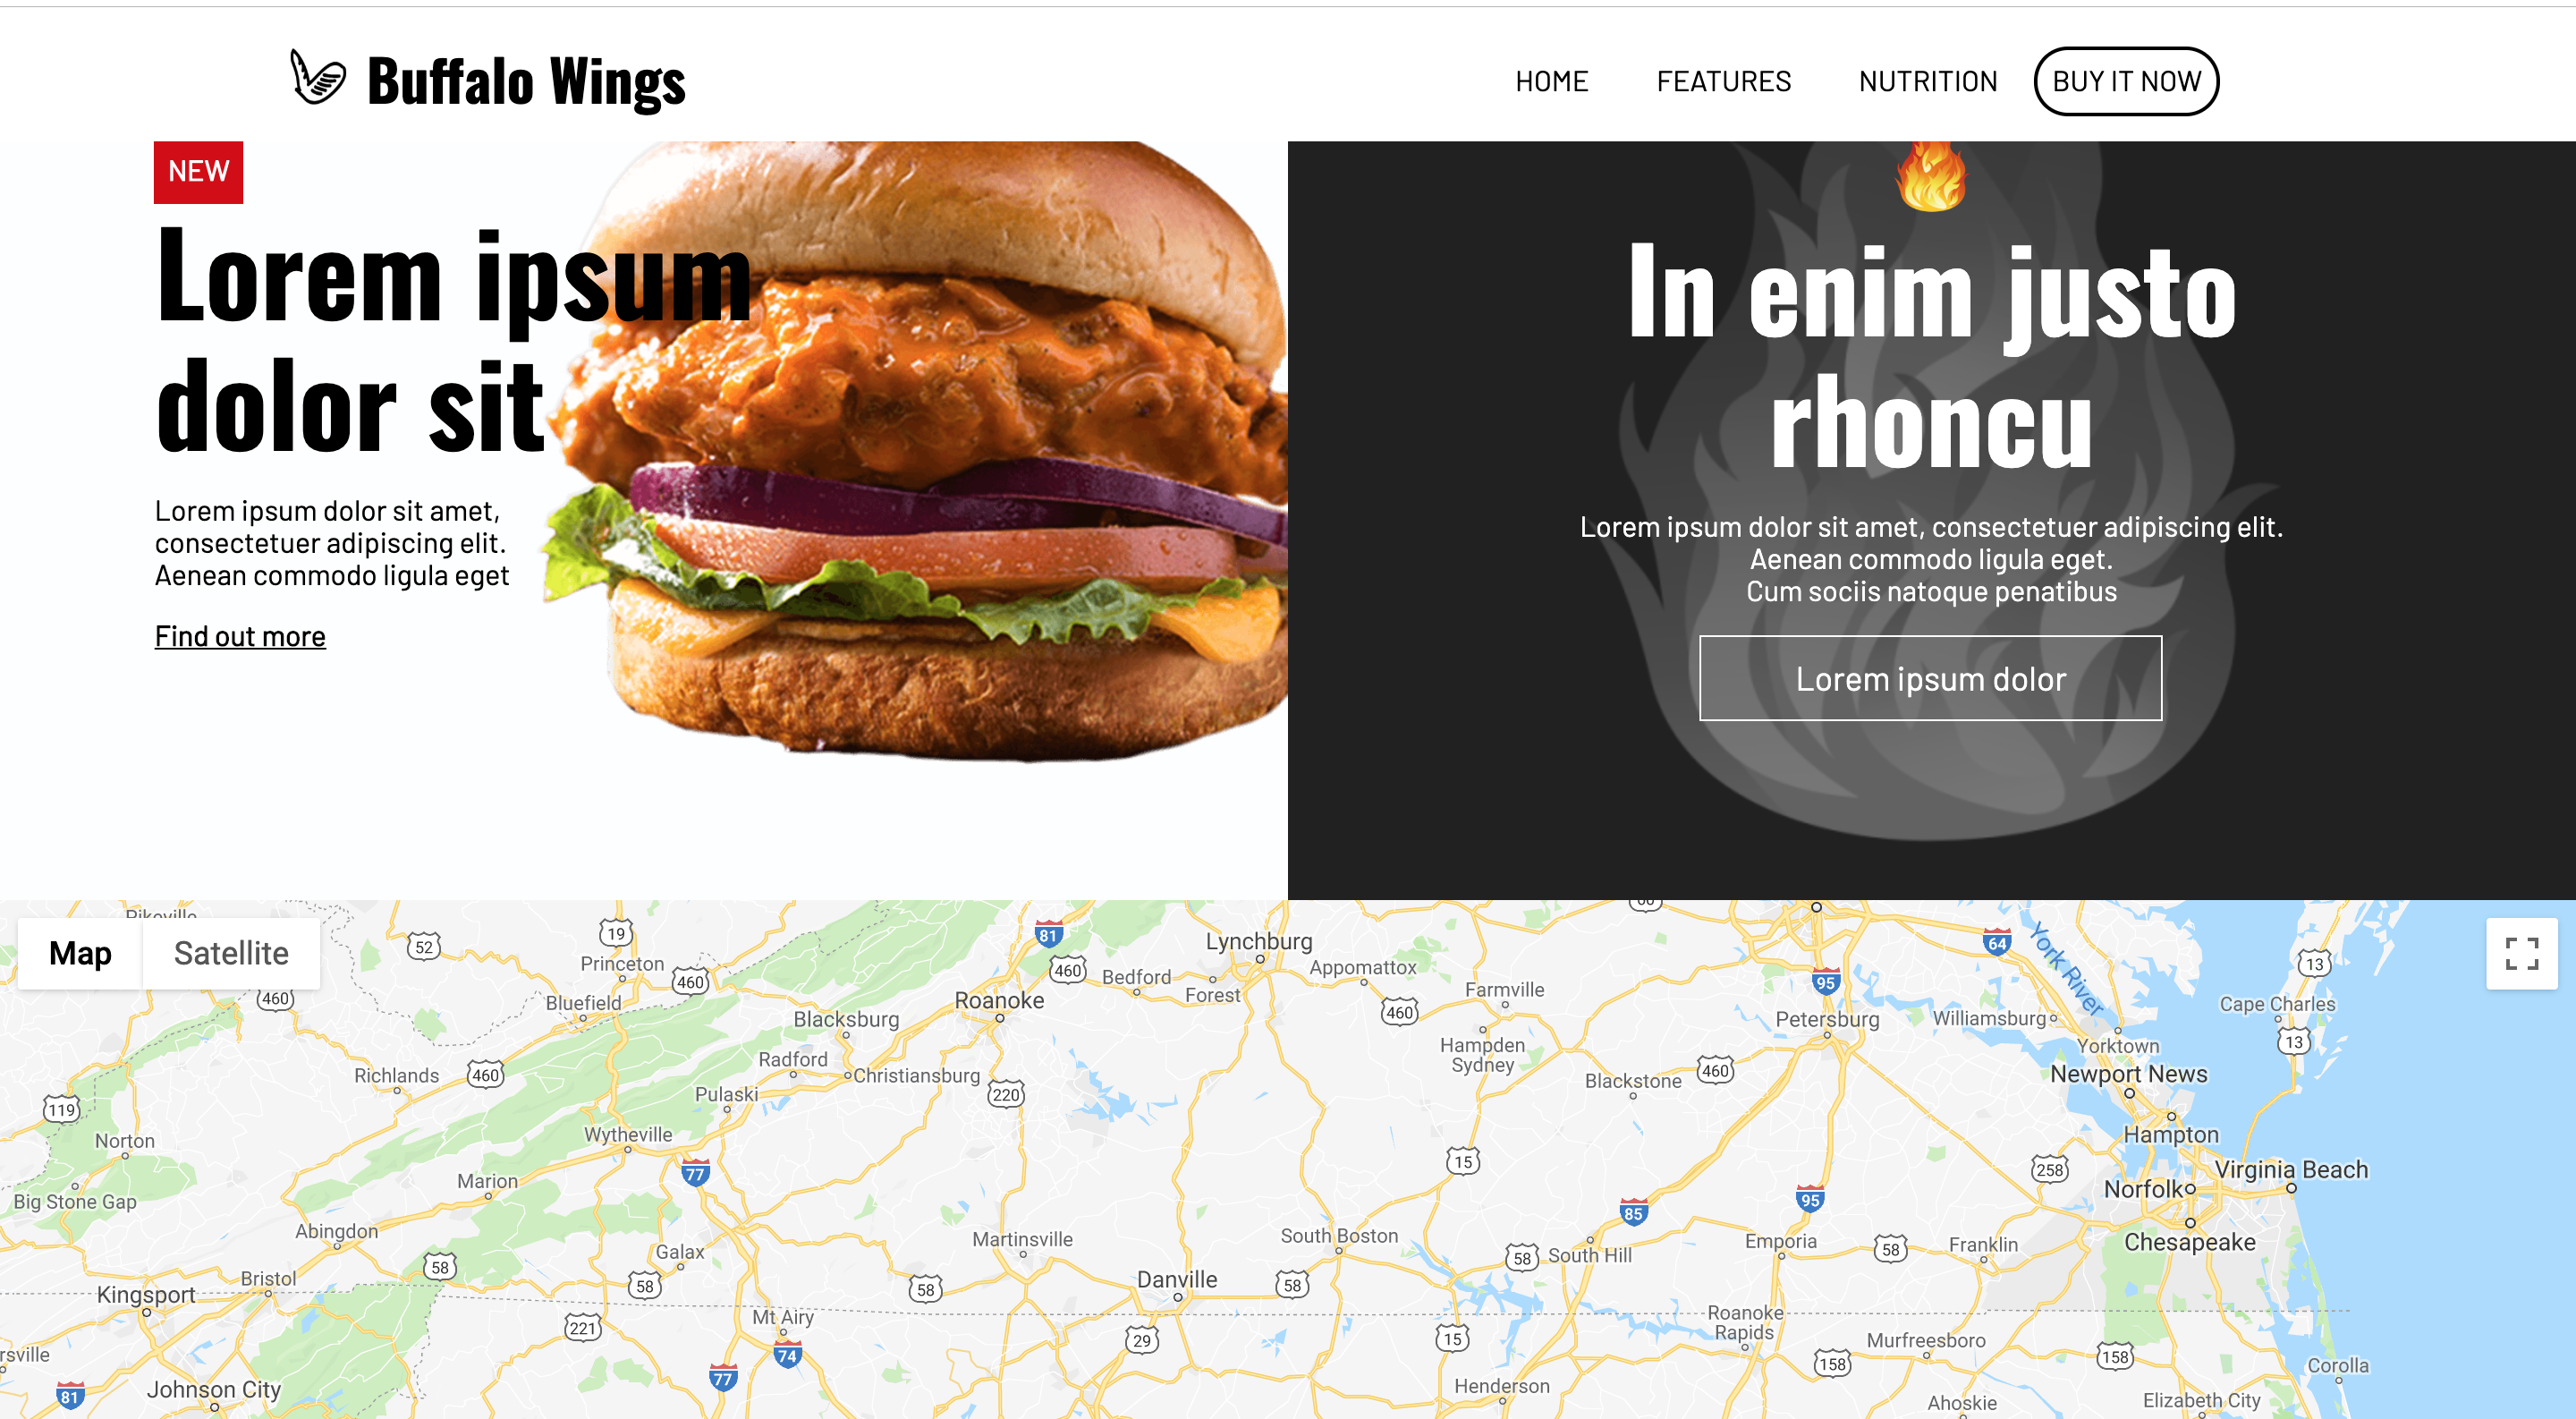 Buffalo Wings
HOME FEATURES NUTRITION BUY IT NOW
NEW
Lorem ipsum
dolor sit
Lorem ipsum dolor sit amet,
consectetuer adipiscing elit.
Aenean commodo ligula eget
Find out more
In enim justo
rhoncu
Lorem ipsum dolor sit amet, consectetuer adipiscing elit.
Aenean commodo ligula eget.
Cum sociis natoque penatibus
Lorem ipsum dolor
Map Satellite
Pikeville
52
19
Princeton
460
Bluefield
460
81
460
Bedford
Lynchburg
Forest
Appomattox
460
Farmville
95
64
York River
13
Cape Charles
13
Roanoke
Blacksburg
Radford
Christiansburg
Pulaski
220
Hampden
Sydney
Blackstone
460
Petersburg
Williamsburg
Yorktown
Newport News
Hampton
Virginia Beach
Norfolk
Chesapeake
258
Richlands
460
119
Norton
Big Stone Gap
Wytheville
77
Marion
Abingdon
58
Galax
58
Martinsville
58
Danville
58
South Boston
15
58
South Hill
85
95
Emporia
58
Franklin
Kingsport
Bristol
221
Mt Airy
74
77
29
15
Roanoke
Rapids
Murfreesboro
158
158
Corolla
rsville
81
Johnson City
Henderson
Ahoskie
Elizabeth City